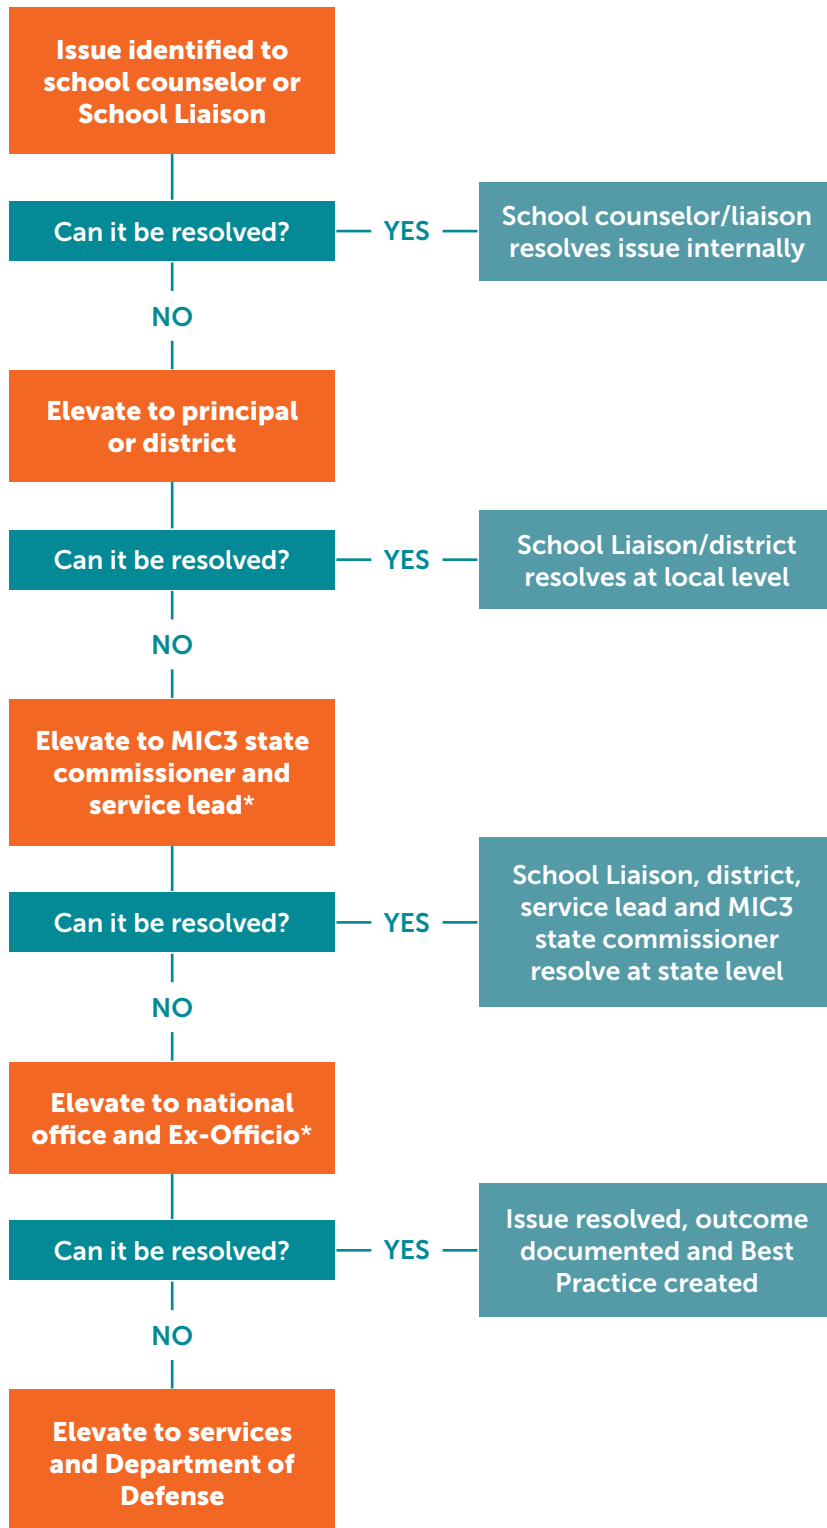 Issue identified to
school counselor or
School Liaison
Can it be resolved?
YES
School counselor/liaison
resolves issue internally
NO
Elevate to principal
or district
Can it be resolved?
YES
School Liaison/district
resolves at local level
NO
Elevate to MIC3 state
commissioner and
service lead*
Can it be resolved?
YES
School Liaison, district,
service lead and MIC3
state commissioner
resolve at state level
NO
Elevate to national
office and Ex-Officio*
Can it be resolved?
YES
Issue resolved, outcome
documented and Best
Practice created
NO
Elevate to services
and Department of
Defense